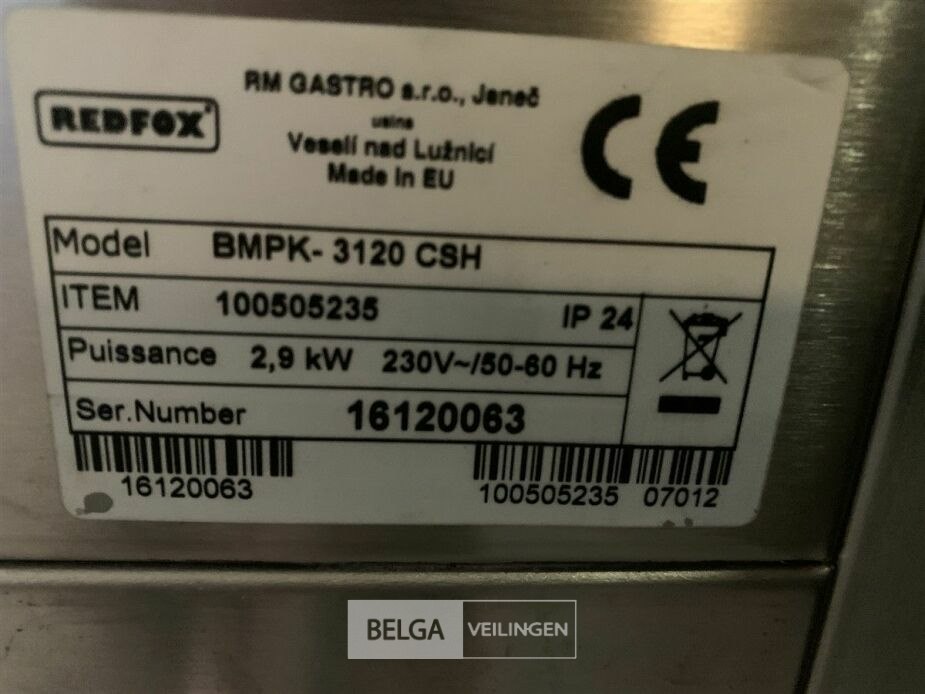 REDFOX
RM GASTRO s.r.o., Jeneč
usine
Veselí nad Lužnicí
Made in EU
CE
Model BMPK- 3120 CSH
ITEM 100505235 IP 24
Puissance 2,9 kW 230V~/50-60 Hz
Ser.Number 16120063
16120063
100505235 07012
BELGA VEILINGEN